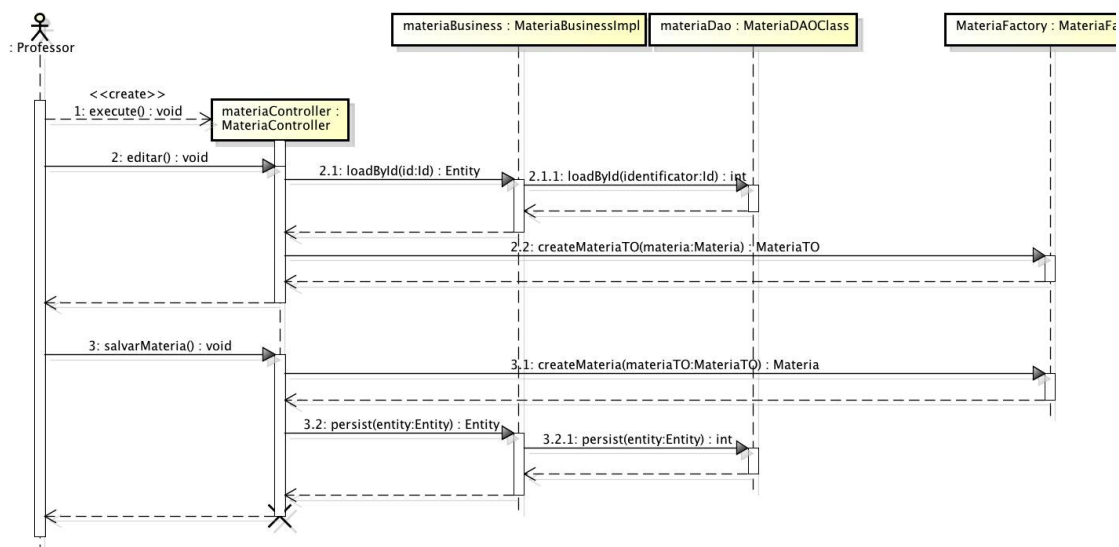 : Professor
materiaBusiness : MateriaBusinessImpl
materiaDao : MateriaDAOClass
MateriaFactory : MateriaFa
<<create>>
1: execute() : void
materiaController :
MateriaController
2: editar() : void
2.1: loadById(id:Id) : Entity
2.1.1: loadById(identificator:Id) : int
2.2: createMateriaTO(materia:Materia) : MateriaTO
3: salvarMateria() : void
3.1: createMateria(materiaTO:MateriaTO) : Materia
3.2: persist(entity:Entity) : Entity
3.2.1: persist(entity:Entity) : int